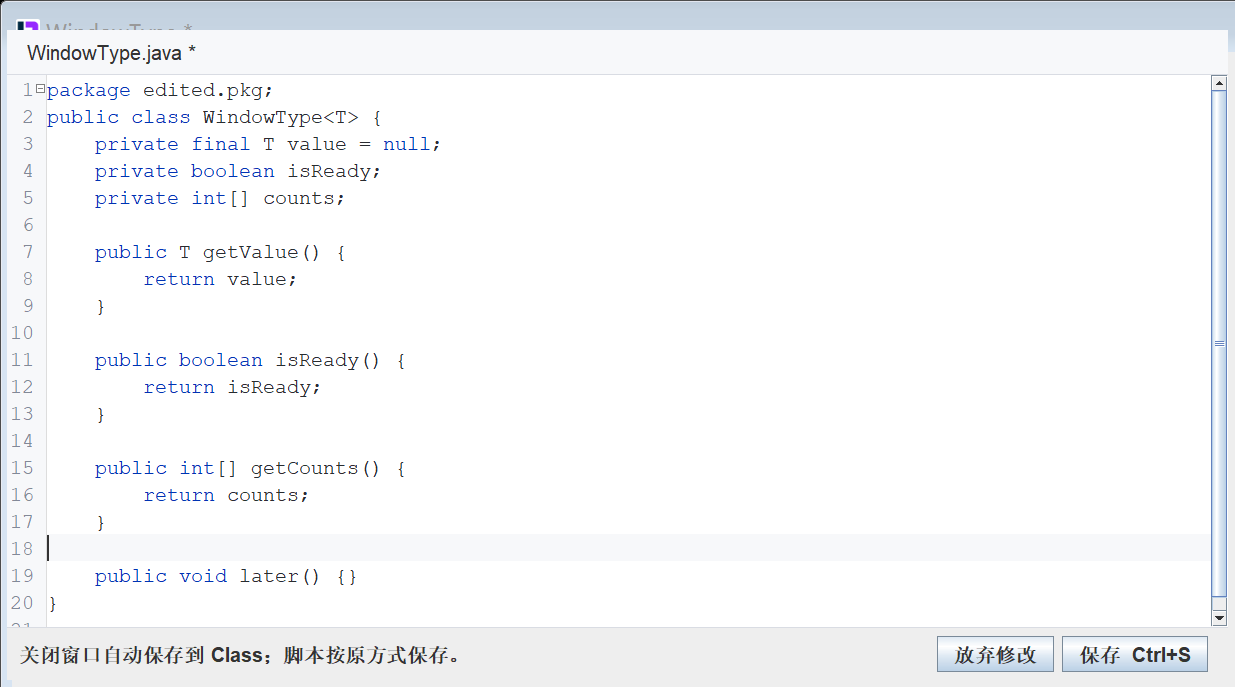 WindowType *
WindowType.java *
1 package edited.pkg;
2 public class WindowType<T> {
3     private final T value = null;
4     private boolean isReady;
5     private int[] counts;
6
7     public T getValue() {
8         return value;
9     }
10
11     public boolean isReady() {
12         return isReady;
13     }
14
15     public int[] getCounts() {
16         return counts;
17     }
18
19     public void later() {}
20 }
21
关闭窗口自动保存到 Class；脚本按原方式保存。 放弃修改 保存 Ctrl+S